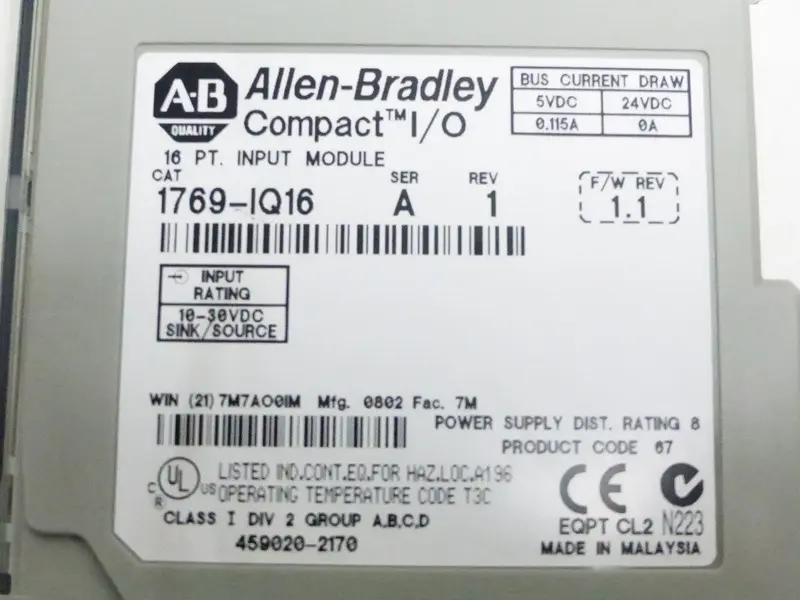 A-B
QUALITY
Allen-Bradley
Compact™ I/O
BUS CURRENT DRAW
5VDC 24VDC
0.115A 0A
16 PT. INPUT MODULE
CAT SER REV
1769-IQ16 A 1
F/W REV
1.1
INPUT
RATING
10-30VDC
SINK/SOURCE
WIN (21) 7M7AO0IM Mfg. 0802 Fac. 7M
POWER SUPPLY DIST. RATING 8
PRODUCT CODE 67
C UL US R
LISTED IND.CONT.EQ.FOR HAZ.LOC.A196
OPERATING TEMPERATURE CODE T3C
CLASS I DIV 2 GROUP A,B,C,D
459020-2170
CE
EQPT CL2 N223
MADE IN MALAYSIA